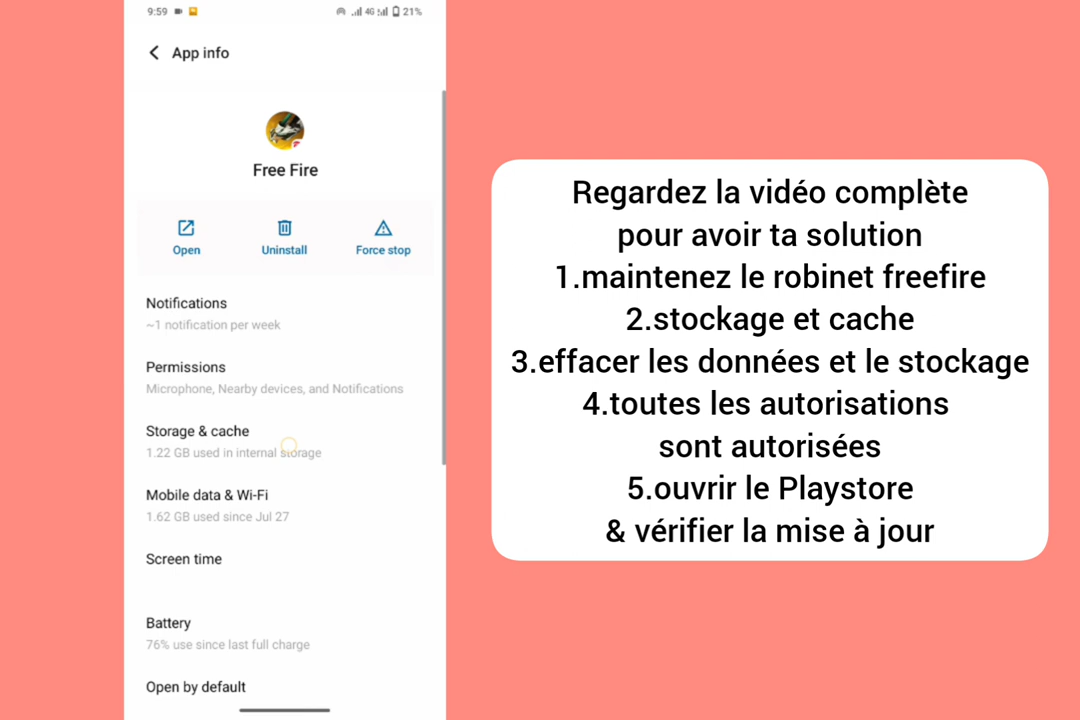 9:59
4G
21%
App info
Free Fire
Open
Uninstall
Force stop
Notifications
~1 notification per week
Permissions
Microphone, Nearby devices, and Notifications
Storage & cache
1.22 GB used in internal storage
Mobile data & Wi-Fi
1.62 GB used since Jul 27
Screen time
Battery
76% use since last full charge
Open by default
Regardez la vidéo complète
pour avoir ta solution
1.maintenez le robinet freefire
2.stockage et cache
3.effacer les données et le stockage
4.toutes les autorisations
sont autorisées
5.ouvrir le Playstore
& vérifier la mise à jour